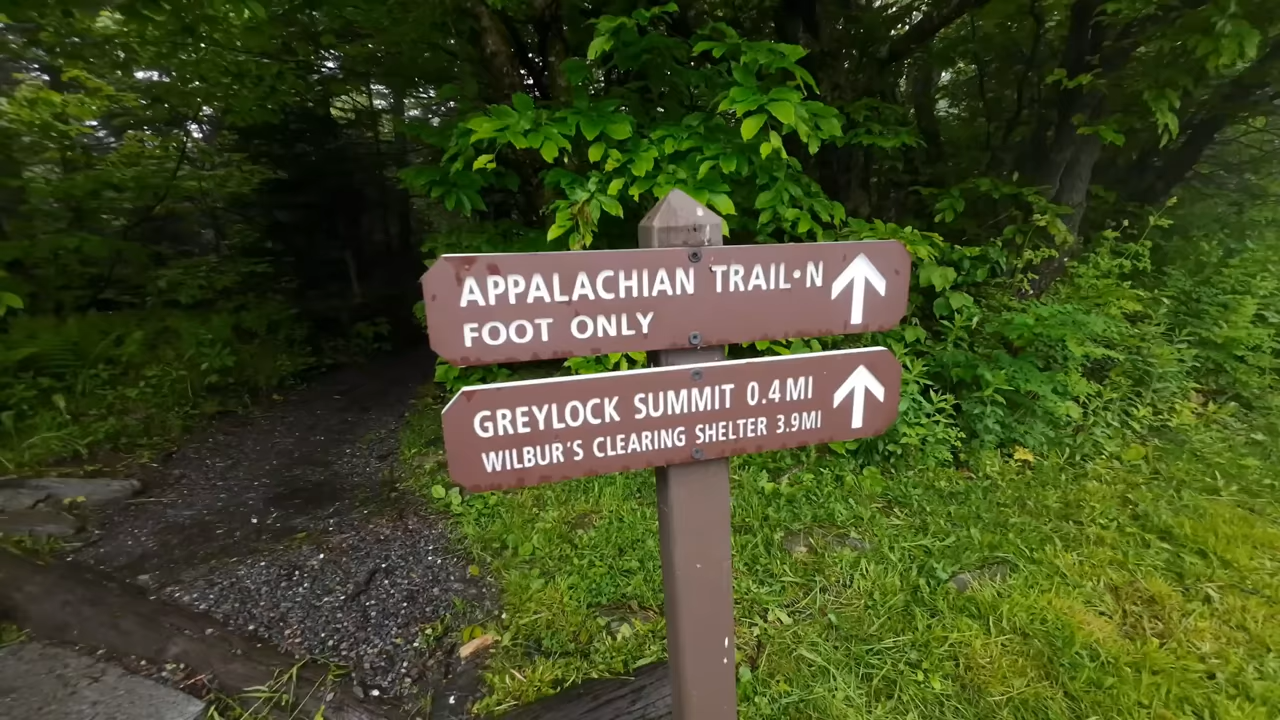 APPALACHIAN TRAIL•N
FOOT ONLY
GREYLOCK SUMMIT 0.4 MI
WILBUR'S CLEARING SHELTER 3.9MI